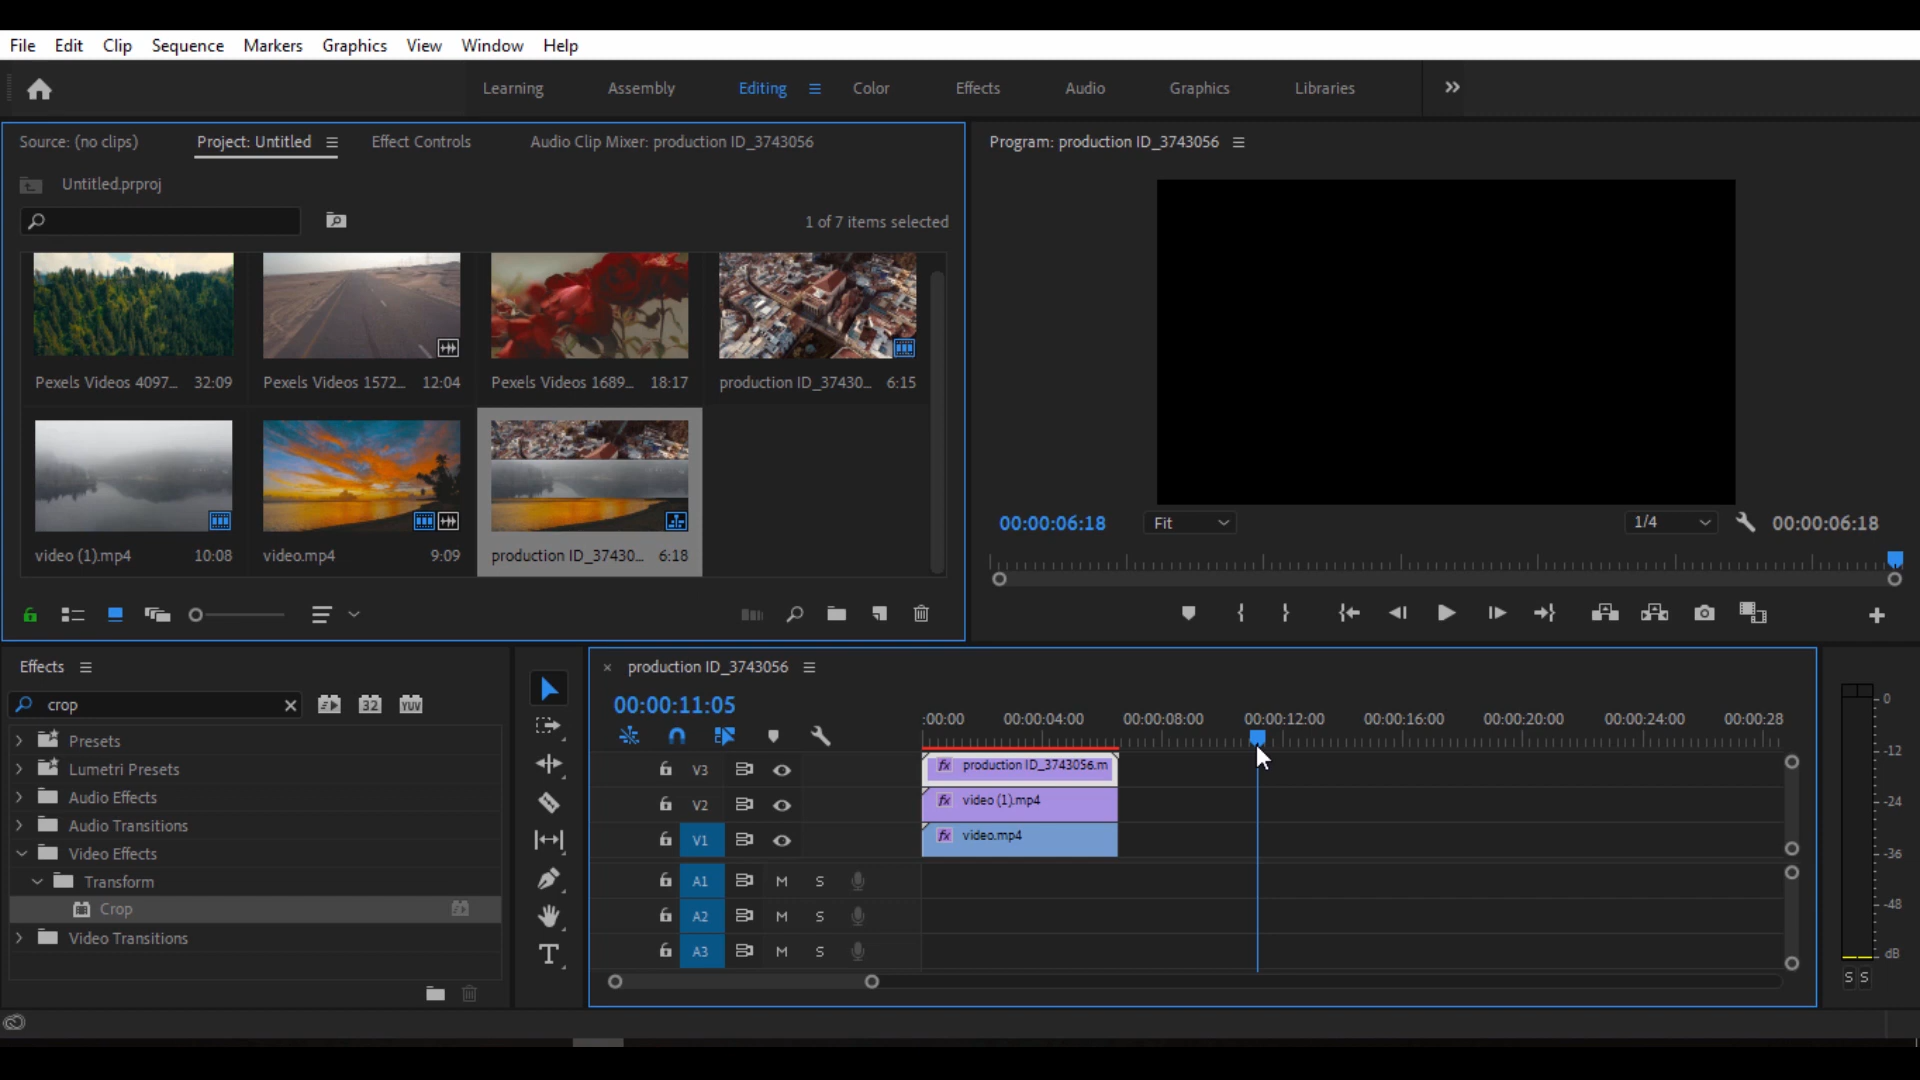 File Edit Clip Sequence Markers Graphics View Window Help
Learning Assembly Editing Color Effects Audio Graphics Libraries
Source: (no clips) Project: Untitled Effect Controls Audio Clip Mixer: production ID_3743056
Program: production ID_3743056
Untitled.prproj
1 of 7 items selected
Pexels Videos 4097... 32:09
Pexels Videos 1572... 12:04
Pexels Videos 1689... 18:17
production ID_37430... 6:15
video (1).mp4 10:08
video.mp4 9:09
production ID_37430... 6:18
00:00:06:18 Fit 1/4 00:00:06:18
Effects
crop
32 YUV
Presets
Lumetri Presets
Audio Effects
Audio Transitions
Video Effects
Transform
Crop
Video Transitions
T
production ID_3743056
00:00:11:05
:00:00 00:00:04:00 00:00:08:00 00:00:12:00 00:00:16:00 00:00:20:00 00:00:24:00 00:00:28
V3 fx production ID_3743056.m
V2 fx video (1).mp4
V1 fx video.mp4
A1 M S
A2 M S
A3 M S
0
-12
-24
-36
-48
dB
S S